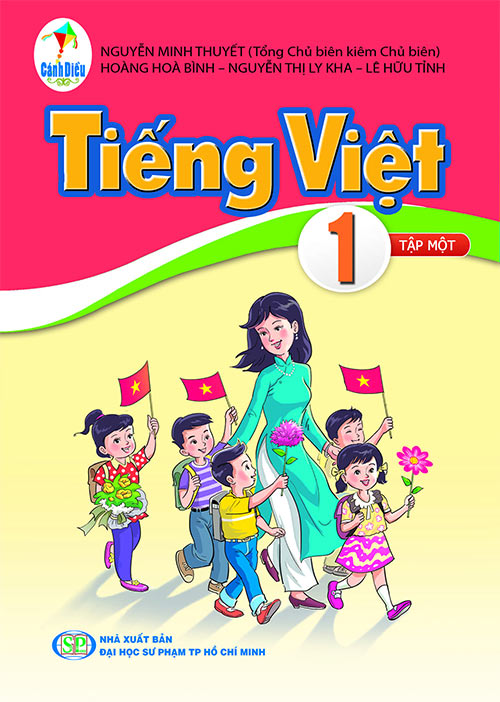 Cánh Diều
NGUYỄN MINH THUYẾT (Tổng Chủ biên kiêm Chủ biên)
HOÀNG HOÀ BÌNH – NGUYỄN THỊ LY KHA – LÊ HỮU TỈNH
Tiếng Việt
1
TẬP MỘT
SP
NHÀ XUẤT BẢN
ĐẠI HỌC SƯ PHẠM TP HỒ CHÍ MINH